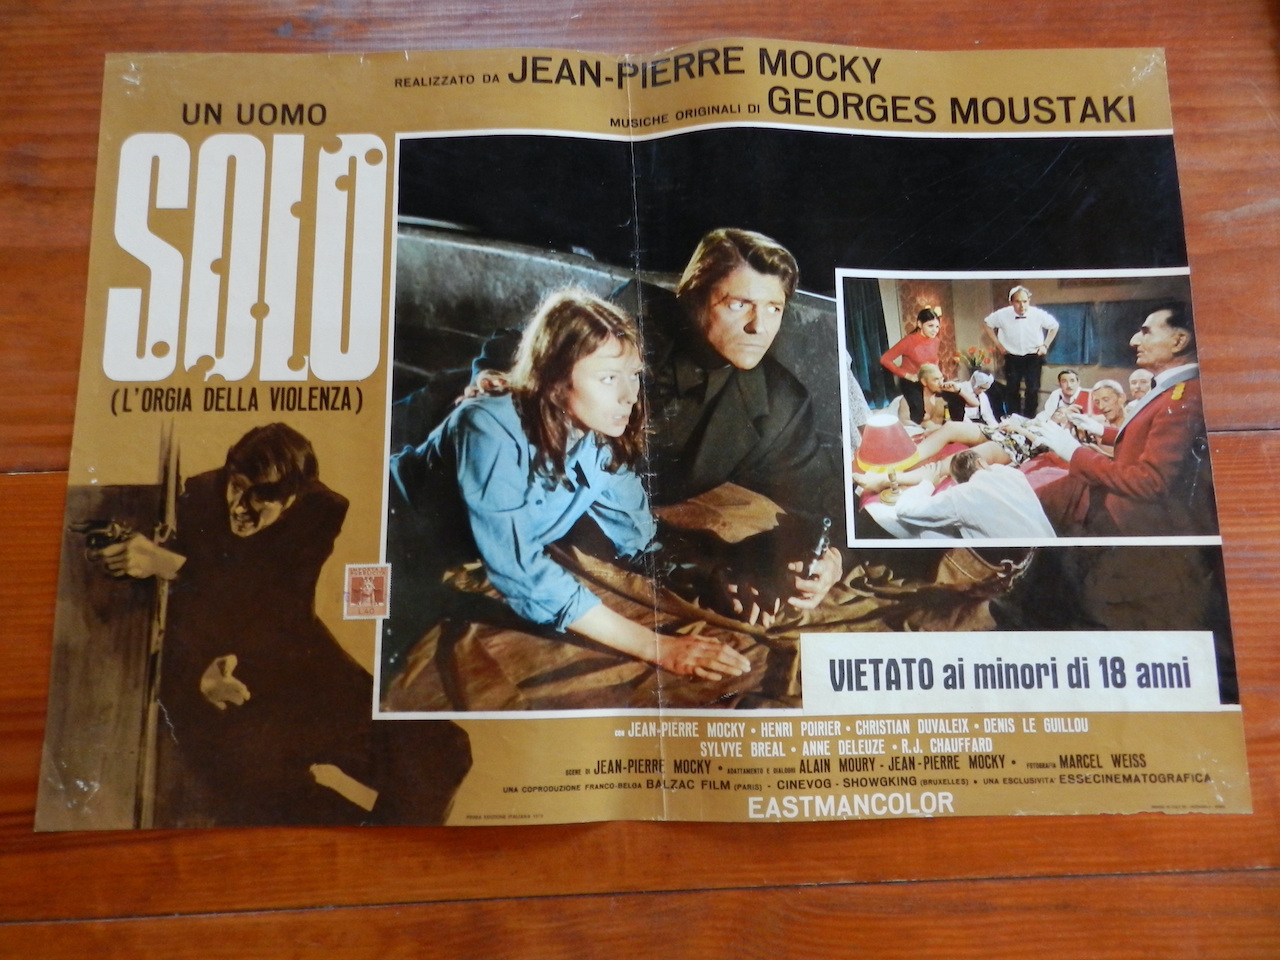 REALIZZATO DA JEAN-PIERRE MOCKY
MUSICHE ORIGINALI DI GEORGES MOUSTAKI
UN UOMO
SOLO
(L'ORGIA DELLA VIOLENZA)
VIETATO ai minori di 18 anni
con JEAN-PIERRE MOCKY • HENRI POIRIER • CHRISTIAN DUVALEIX • DENIS LE GUILLOU
SYLVYE BREAL • ANNE DELEUZE • R.J. CHAUFFARD
SCENE DI JEAN-PIERRE MOCKY • ADATTAMENTO E DIALOGHI ALAIN MOURY - JEAN-PIERRE MOCKY • FOTOGRAFIA MARCEL WEISS
UNA COPRODUZIONE FRANCO-BELGA BALZAC FILM (PARIS) - CINEVOG - SHOWGKING (BRUXELLES) • UNA ESCLUSIVITÀ ESSECINEMATOGRAFICA
EASTMANCOLOR
PRIMA EDIZIONE ITALIANA